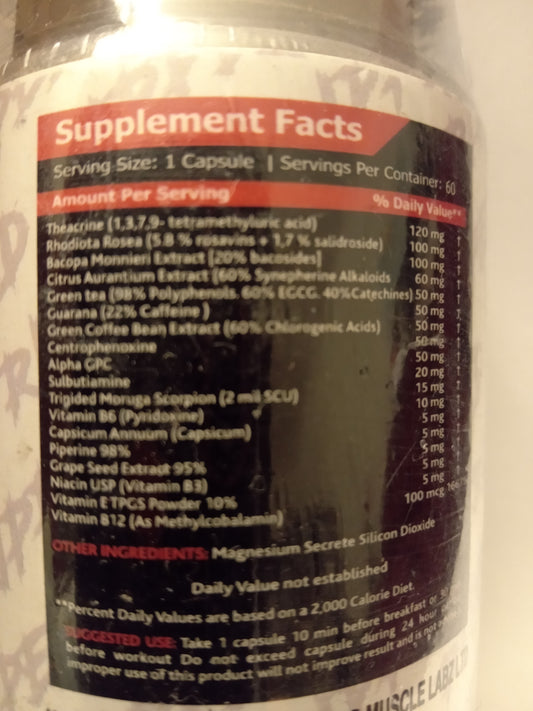 Supplement Facts
Serving Size: 1 Capsule | Servings Per Container: 60
Amount Per Serving % Daily Value**
Theacrine (1,3,7,9- tetramethyluric acid) 120 mg †
Rhodiota Rosea (5.8 % rosavins + 1,7 % salidroside) 100 mg †
Bacopa Monnieri Extract [20% bacosides] 100 mg †
Citrus Aurantium Extract (60% Synepherine Alkaloids 60 mg †
Green tea (98% Polyphenols. 60% EGCG. 40%Catechines) 50 mg †
Guarana (22% Caffeine ) 50 mg †
Green Coffee Bean Extract (60% Chlorogenic Acids) 50 mg †
Centrophenoxine 50 mg †
Alpha GPC 50 mg †
Sulbutiamine 20 mg †
Trigided Moruga Scorpion (2 mil SCU) 15 mg †
Vitamin B6 (Pyridoxine) 10 mg †
Capsicum Annuum (Capsicum) 5 mg †
Piperine 98% 5 mg †
Grape Seed Extract 95% 5 mg †
Niacin USP (Vitamin B3) 5 mg †
Vitamin E TPGS Powder 10% 5 mg †
Vitamin B12 (As Methylcobalamin) 100 mcg
OTHER INGREDIENTS: Magnesium Secrete Silicon Dioxide
Daily Value not established
**Percent Daily Values are based on a 2,000 Calorie Diet.
SUGGESTED USE: Take 1 capsule 10 min before breakfast or 30
before workout Do not exceed capsule during 24 hour
improper use of this product will not improve result and is not
MUSCLE LABZ